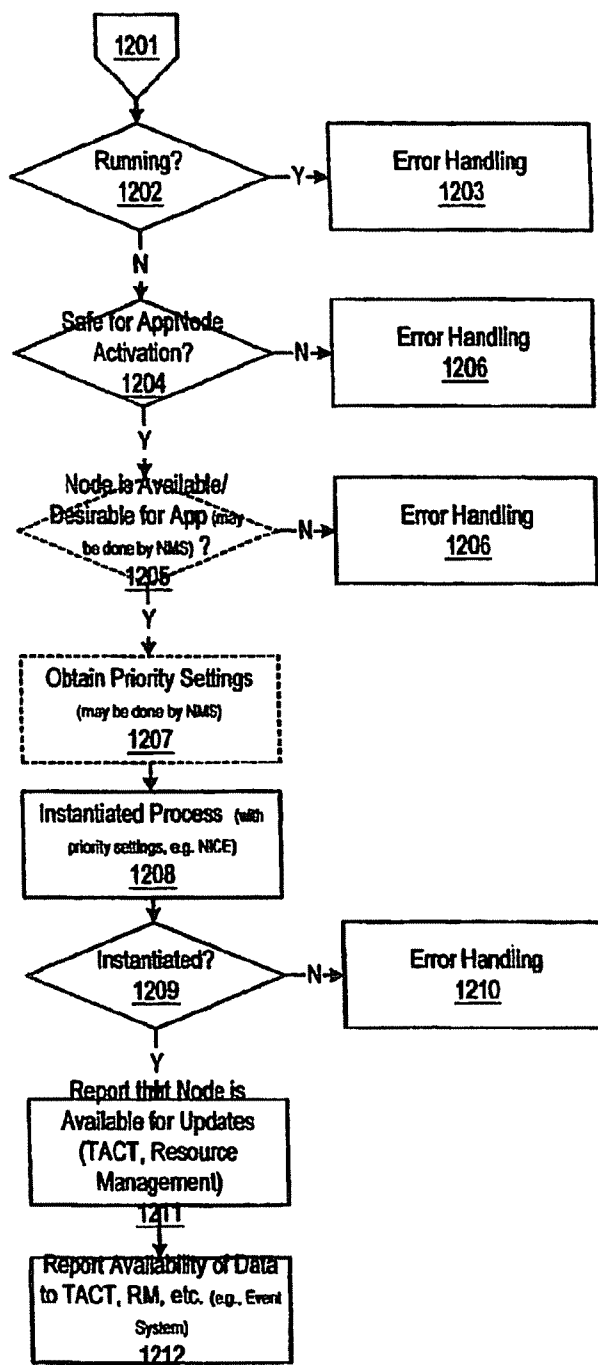 1201
Running?
1202
Y
Error Handling
1203
N
Safe for AppNode
Activation?
1204
N
Error Handling
1206
Y
Node is Available/
Desirable for App (may
be done by NMS) ?
1205
N
Error Handling
1206
Y
Obtain Priority Settings
(may be done by NMS)
1207
Instantiated Process (with
priority settings, e.g. NICE)
1208
Instantiated?
1209
N
Error Handling
1210
Y
Report that Node is
Available for Updates
(TACT, Resource
Management)
1211
Report Availability of Data
to TACT, RM, etc. (e.g., Event
System)
1212